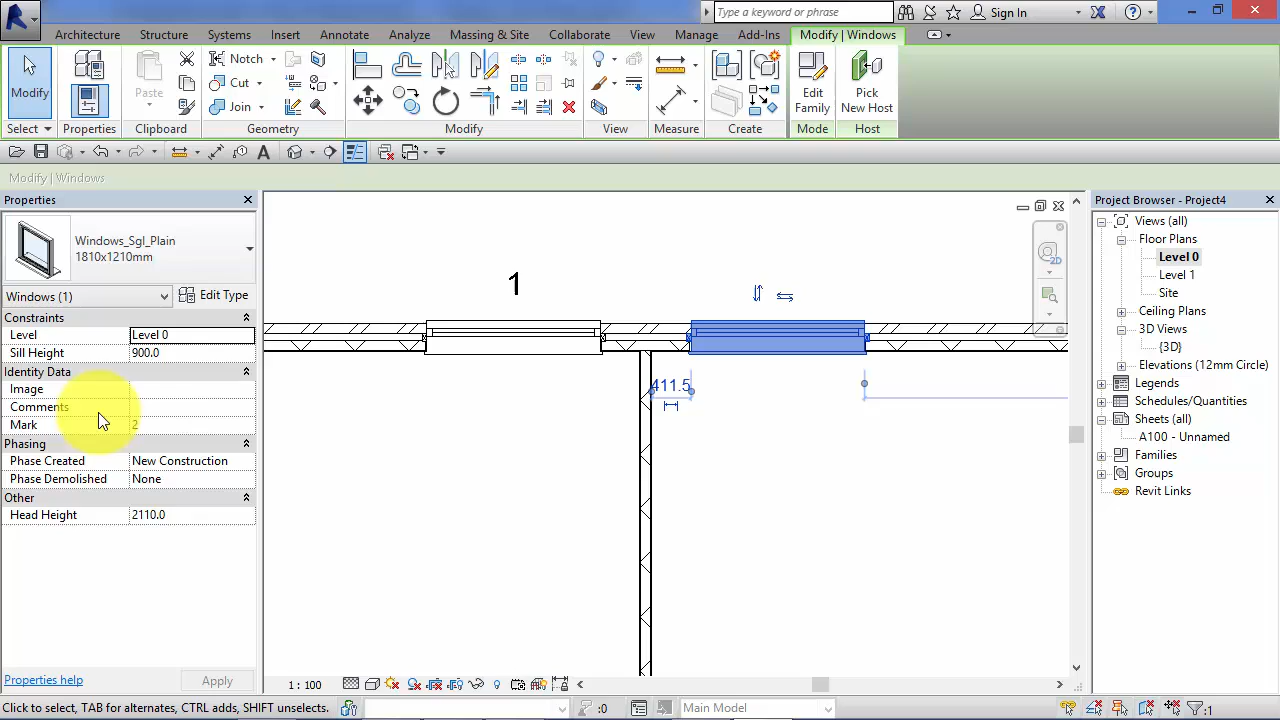 Type a keyword or phrase
Sign In
Architecture Structure Systems Insert Annotate Analyze Massing & Site Collaborate View Manage Add-Ins Modify | Windows
Modify
Select
Properties
Paste
Clipboard
Notch
Cut
Join
Geometry
Modify
View
Measure
Create
Edit
Family
Mode
Pick
New Host
Host
Modify | Windows
Properties
Windows_Sgl_Plain
1810x1210mm
Windows (1)
Edit Type
Constraints
Level Level 0
Sill Height 900.0
Identity Data
Image
Comments
Mark 2
Phasing
Phase Created New Construction
Phase Demolished None
Other
Head Height 2110.0
Properties help
Apply
1
411.5
2D
1 : 100
Project Browser - Project4
Views (all)
Floor Plans
Level 0
Level 1
Site
Ceiling Plans
3D Views
{3D}
Elevations (12mm Circle)
Legends
Schedules/Quantities
Sheets (all)
A100 - Unnamed
Families
Groups
Revit Links
Click to select, TAB for alternates, CTRL adds, SHIFT unselects.
:0
Main Model
:1